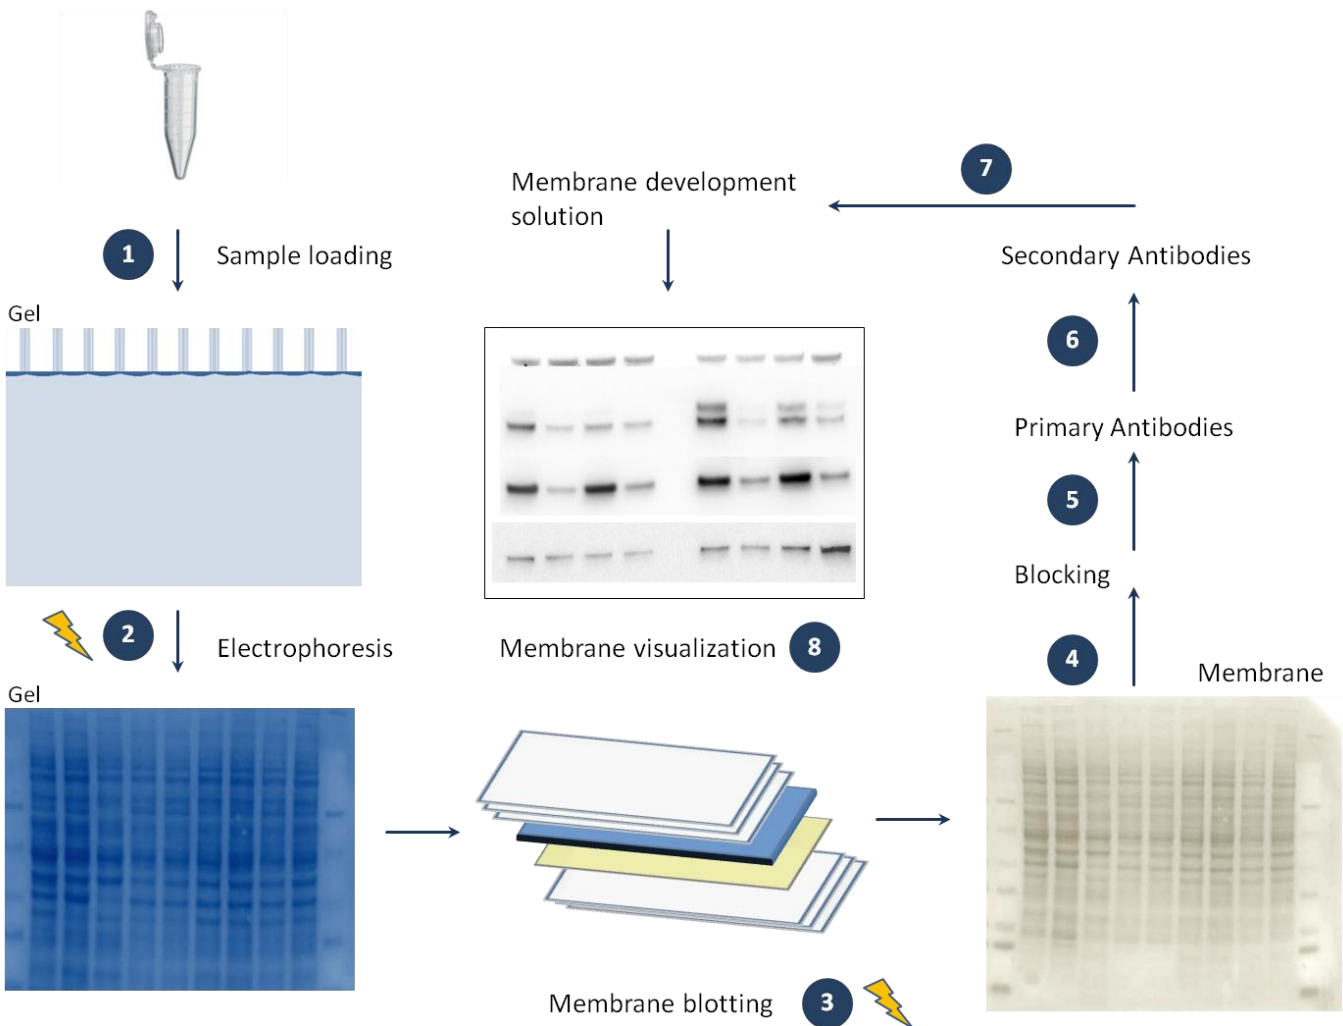 1
Sample loading
Gel
2
Electrophoresis
Gel
Membrane blotting
3
Membrane
4
Blocking
5
Primary Antibodies
6
Secondary Antibodies
7
Membrane development
solution
Membrane visualization
8